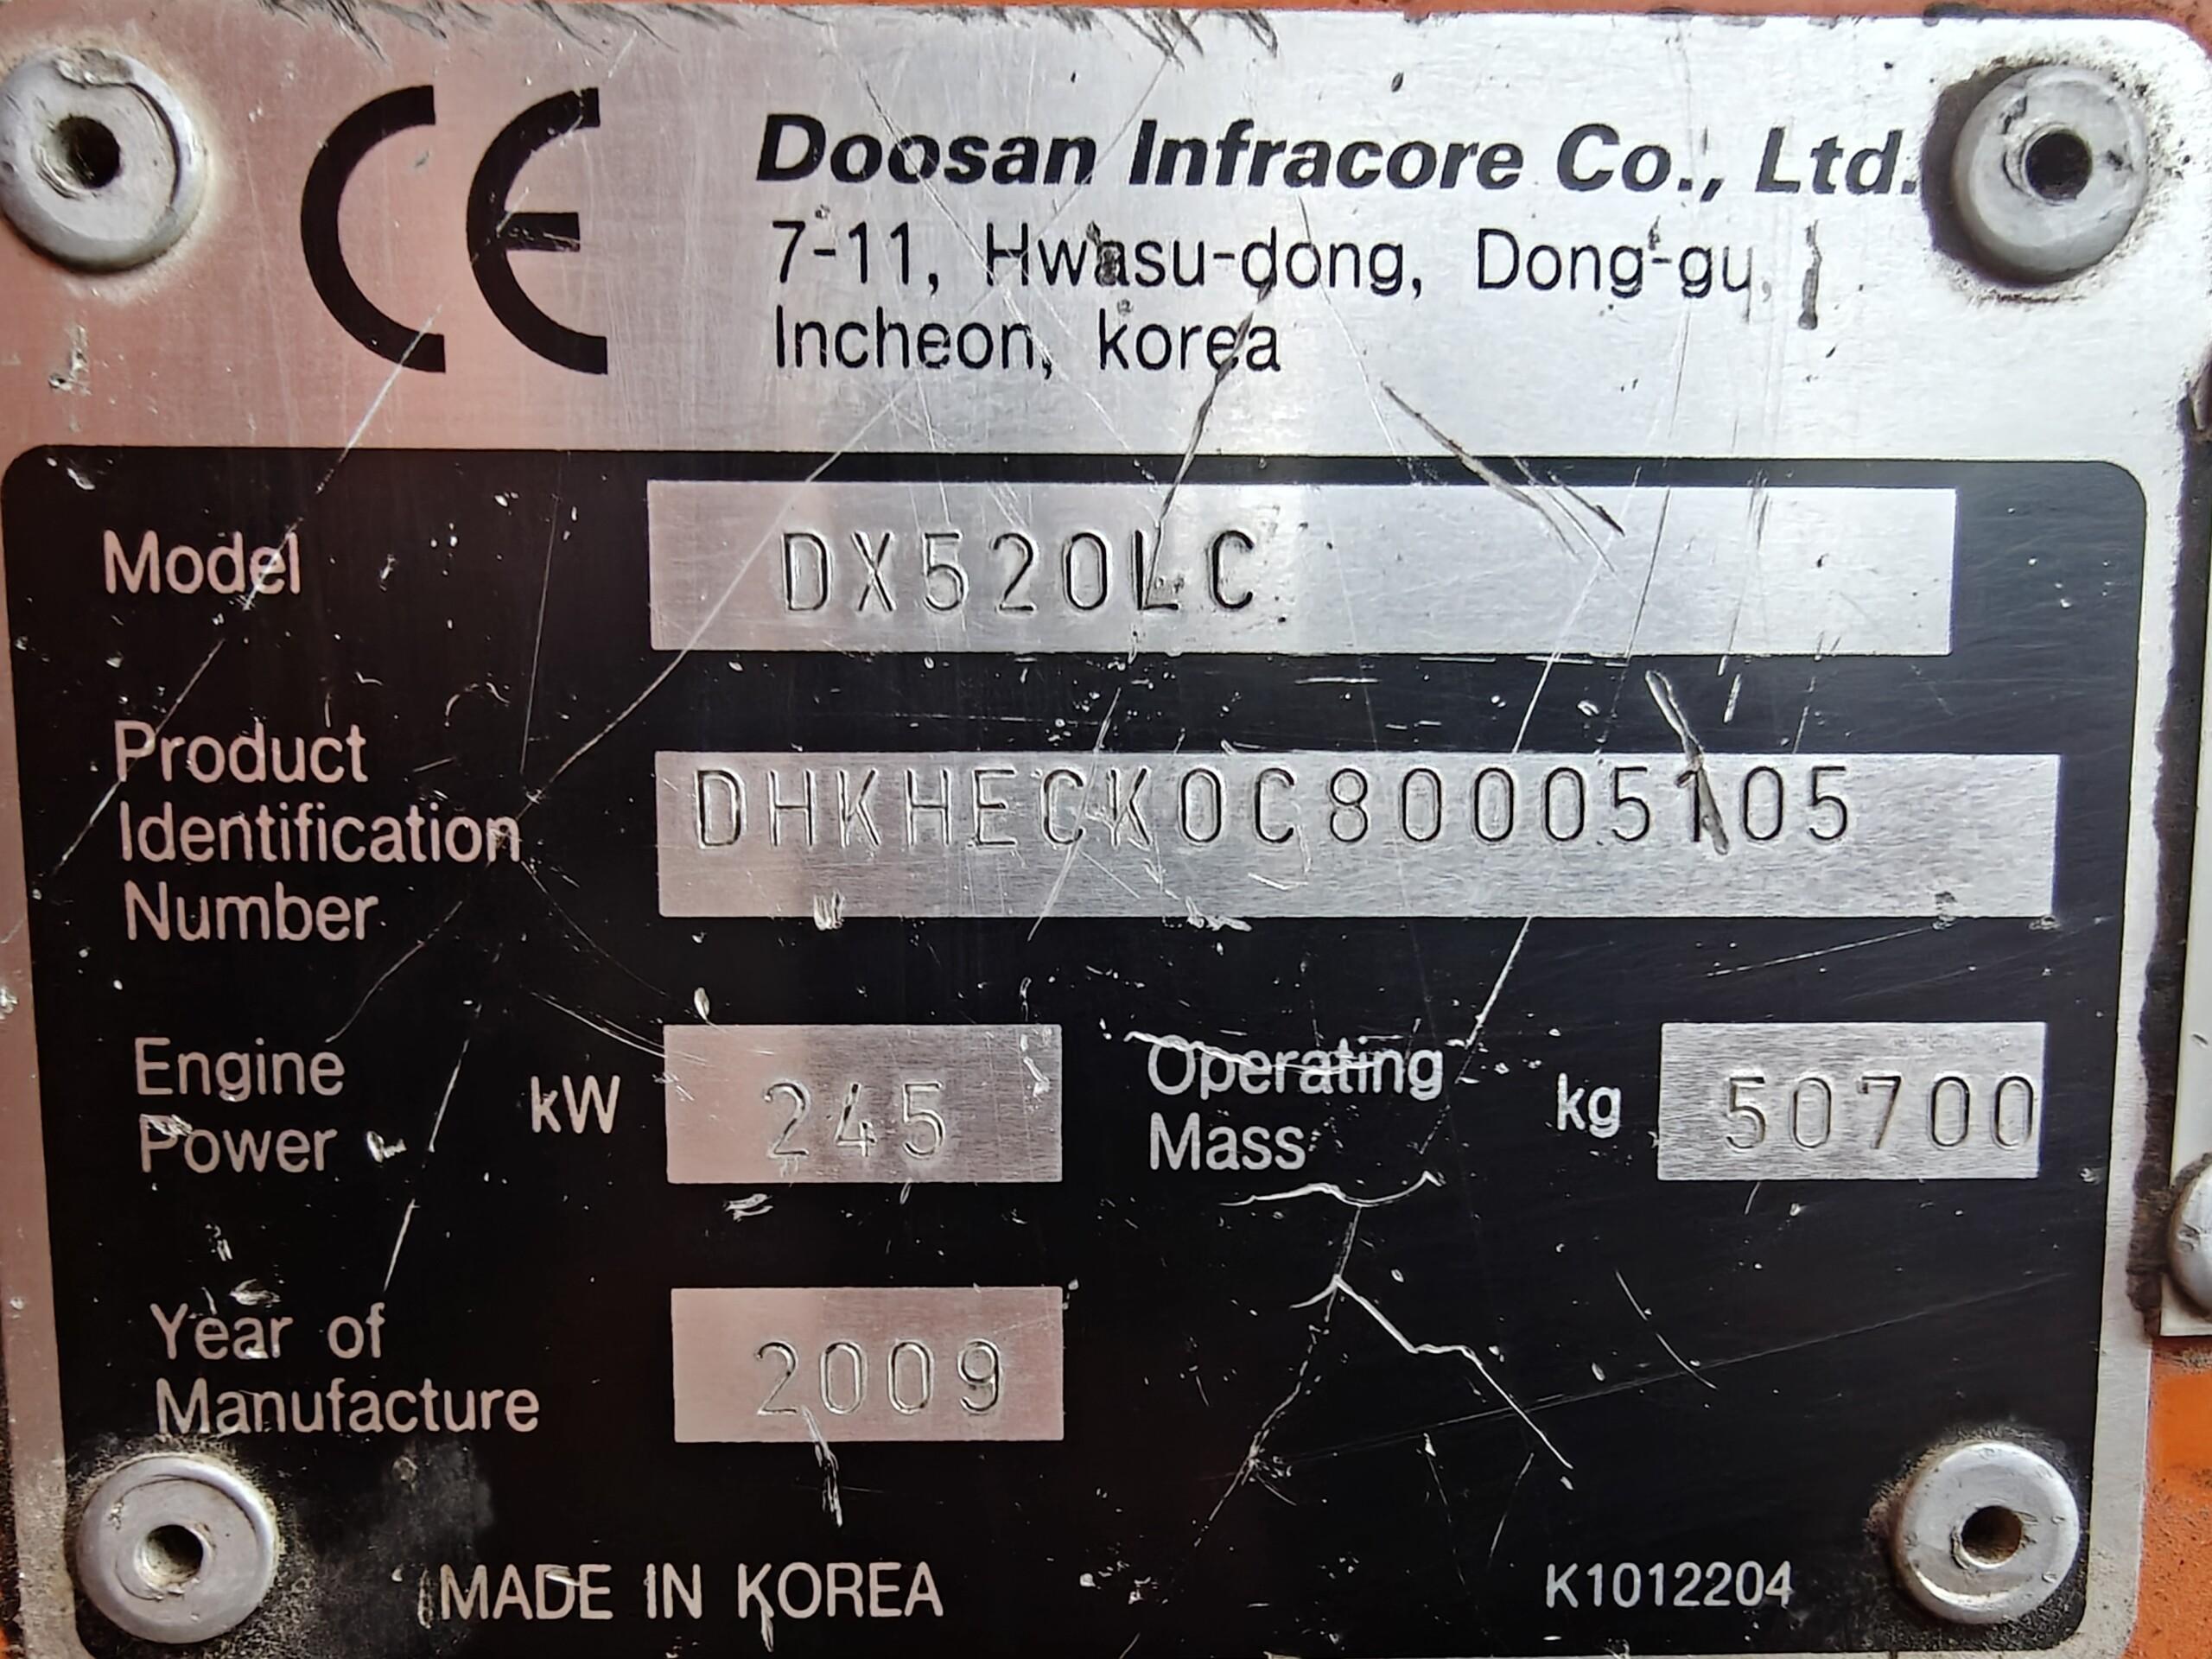 CE
Doosan Infracore Co., Ltd.
7-11, Hwasu-dong, Dong-gu,
Incheon, korea
Model DX520LC
Product
Identification
Number
DHKHECK0C80005105
Engine
Power
kW 245
Operating
Mass
kg 50700
Year of
Manufacture
2009
MADE IN KOREA K1012204